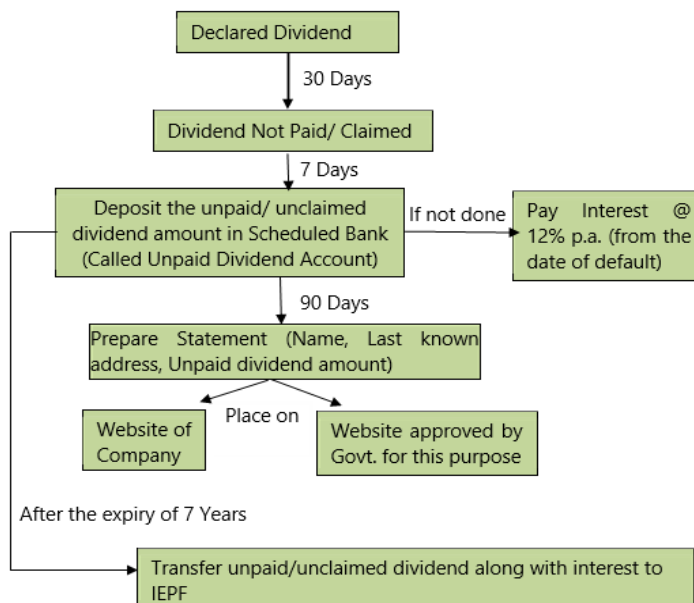 Declared Dividend
30 Days
Dividend Not Paid/ Claimed
7 Days
Deposit the unpaid/ unclaimed
dividend amount in Scheduled Bank
(Called Unpaid Dividend Account)
If not done
Pay Interest @
12% p.a. (from the
date of default)
90 Days
Prepare Statement (Name, Last known
address, Unpaid dividend amount)
Place on
Website of
Company
Website approved by
Govt. for this purpose
After the expiry of 7 Years
Transfer unpaid/unclaimed dividend along with interest to
IEPF